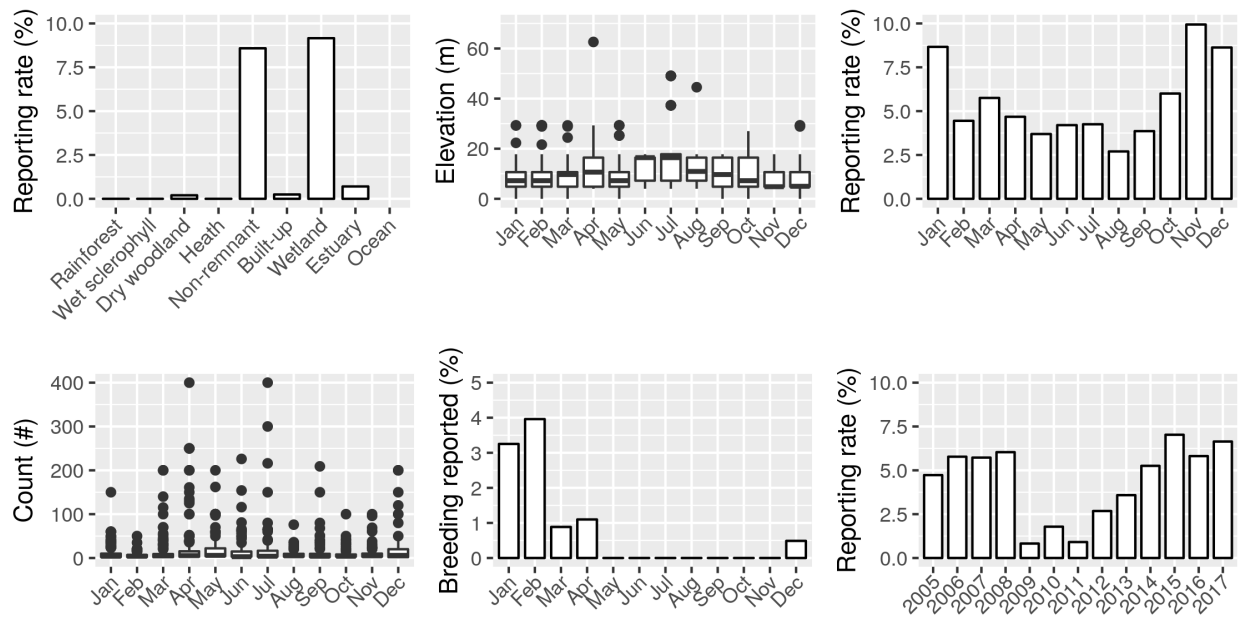 Reporting rate (%)
10.0
7.5
5.0
2.5
0.0
Rainforest
Wet sclerophyll
Dry woodland
Heath
Non-remnant
Built-up
Wetland
Estuary
Ocean
Elevation (m)
60
40
20
0
Jan Feb Mar Apr May Jun Jul Aug Sep Oct Nov Dec
Reporting rate (%)
10.0
7.5
5.0
2.5
0.0
Jan Feb Mar Apr May Jun Jul Aug Sep Oct Nov Dec
Count (#)
400
300
200
100
0
Jan Feb Mar Apr May Jun Jul Aug Sep Oct Nov Dec
Breeding reported (%)
5
4
3
2
1
0
Jan Feb Mar Apr May Jun Jul Aug Sep Oct Nov Dec
Reporting rate (%)
10.0
7.5
5.0
2.5
0.0
2005 2006 2007 2008 2009 2010 2011 2012 2013 2014 2015 2016 2017